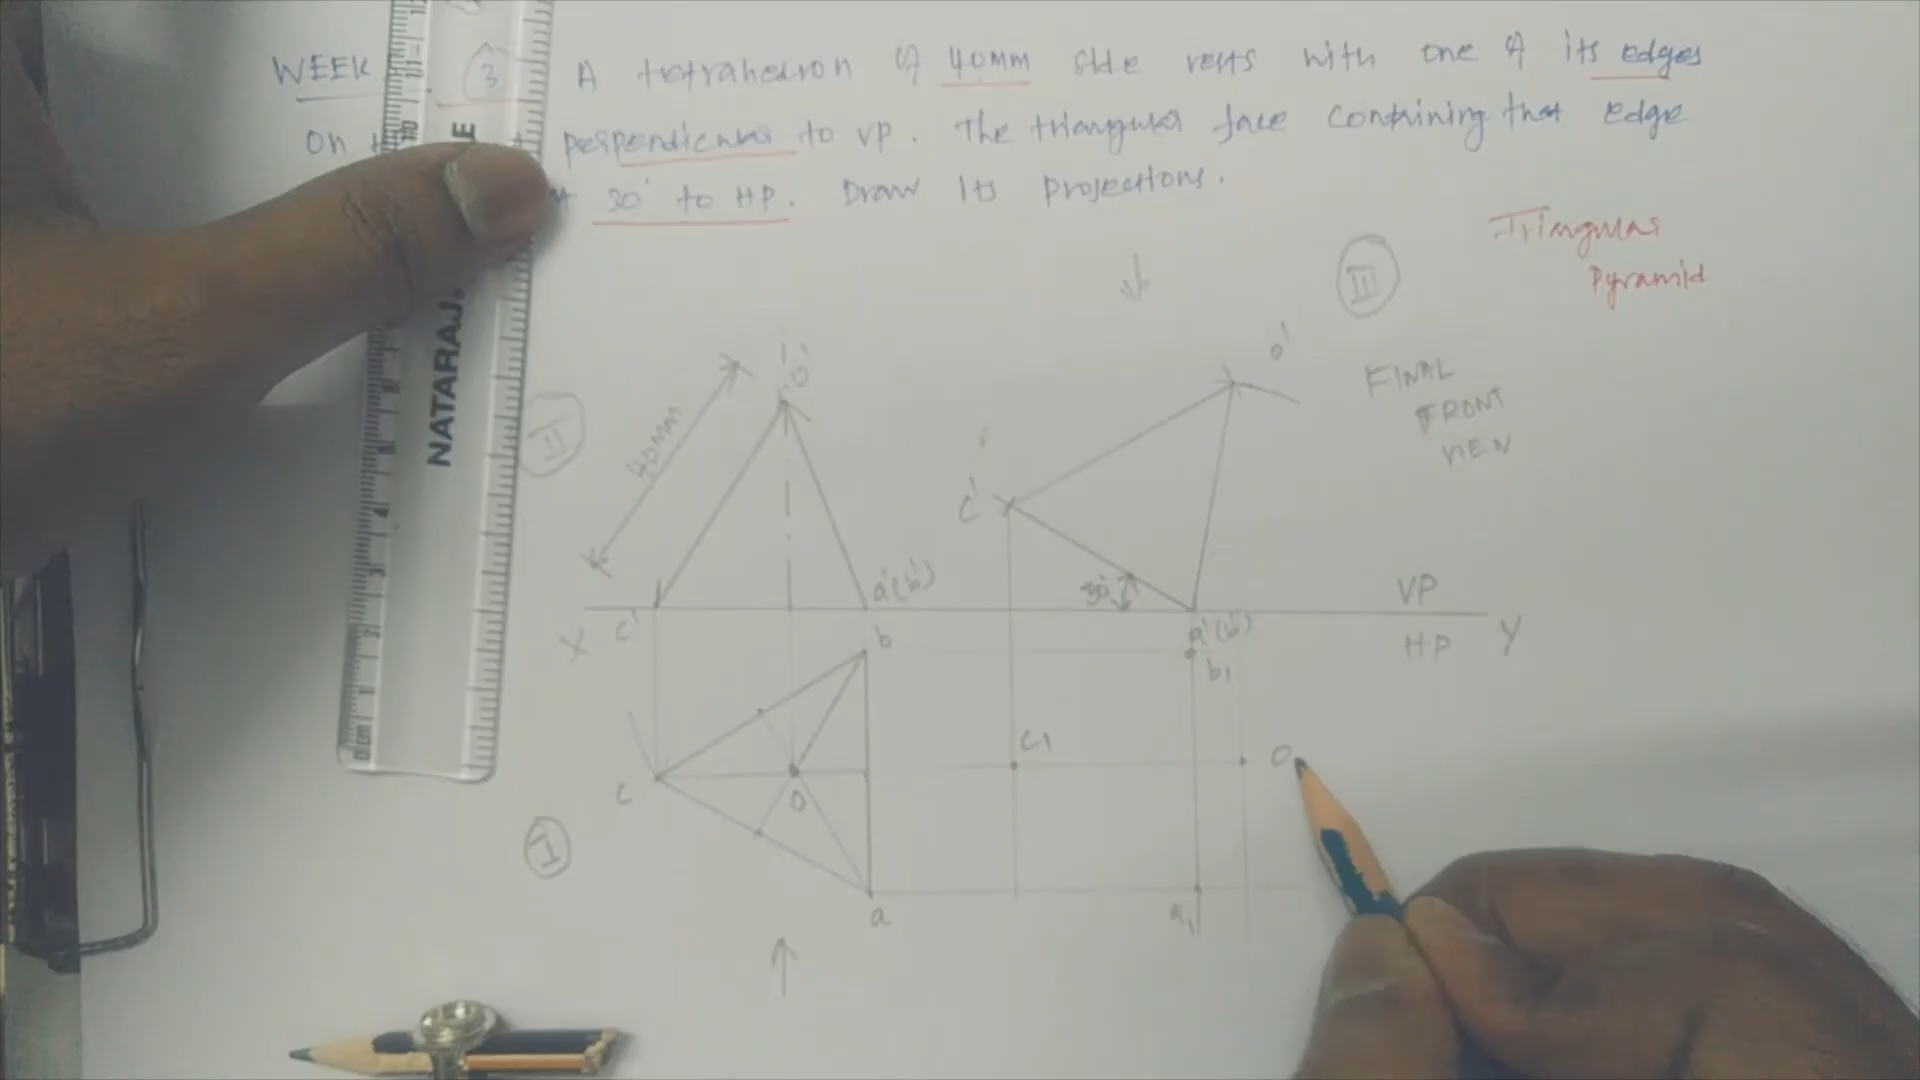 WEEK 3 A tetrahedron of 40MM side rests with one of its edges
on perpendicular to VP. The triangular face containing that edge
30° to HP. Draw its projections.
Triangular
Pyramid
III
II
I
40MM
o'
o'
FINAL
FRONT
VIEW
c'
30°
a'(b')
VP
X
c'
a'(b')
HP
Y
b
b1
c1
c
o
o
a
a1
NATARAJ
cm